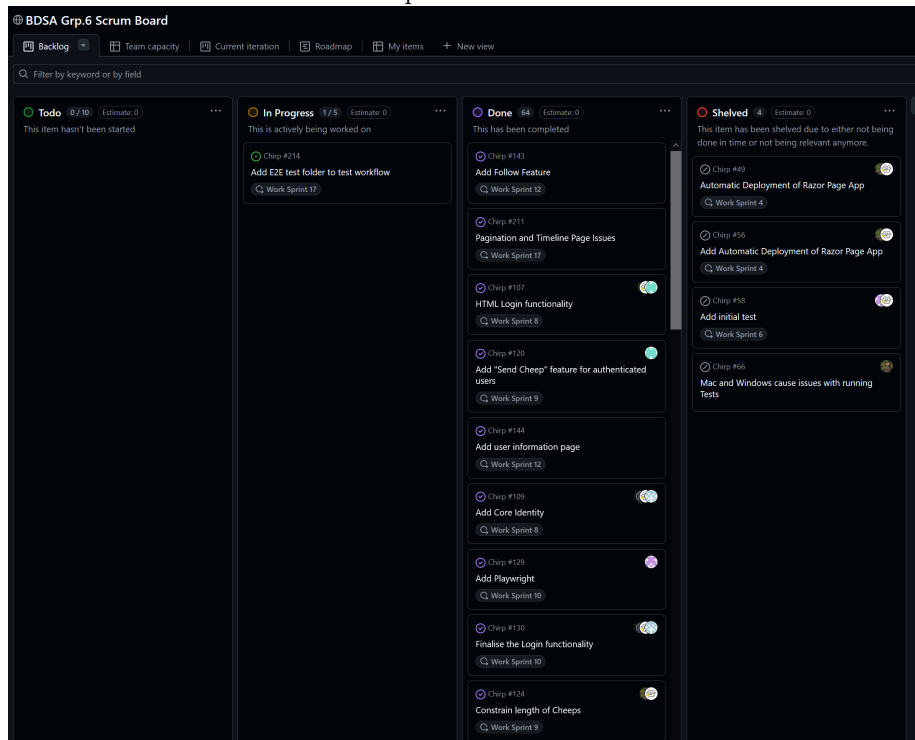 BDSA Grp.6 Scrum Board
Backlog
Team capacity
Current iteration
Roadmap
My items
+ New view
Filter by keyword or by field
Todo 0 / 10 Estimate: 0 ...
This item hasn't been started
In Progress 1 / 5 Estimate: 0 ...
This is actively being worked on
Chirp #214
Add E2E test folder to test workflow
Work Sprint 17
Done 64 Estimate: 0 ...
This has been completed
Chirp #143
Add Follow Feature
Work Sprint 12
Chirp #211
Pagination and Timeline Page Issues
Work Sprint 17
Chirp #107
HTML Login functionality
Work Sprint 8
Chirp #120
Add "Send Cheep" feature for authenticated
users
Work Sprint 9
Chirp #144
Add user information page
Work Sprint 12
Chirp #109
Add Core Identity
Work Sprint 8
Chirp #129
Add Playwright
Work Sprint 10
Chirp #130
Finalise the Login functionality
Work Sprint 10
Chirp #124
Constrain length of Cheeps
Work Sprint 9
Shelved 4 Estimate: 0 ...
This item has been shelved due to either not being
done in time or not being relevant anymore.
Chirp #49
Automatic Deployment of Razor Page App
Work Sprint 4
Chirp #56
Add Automatic Deployment of Razor Page App
Work Sprint 4
Chirp #58
Add initial test
Work Sprint 6
Chirp #66
Mac and Windows cause issues with running
Tests